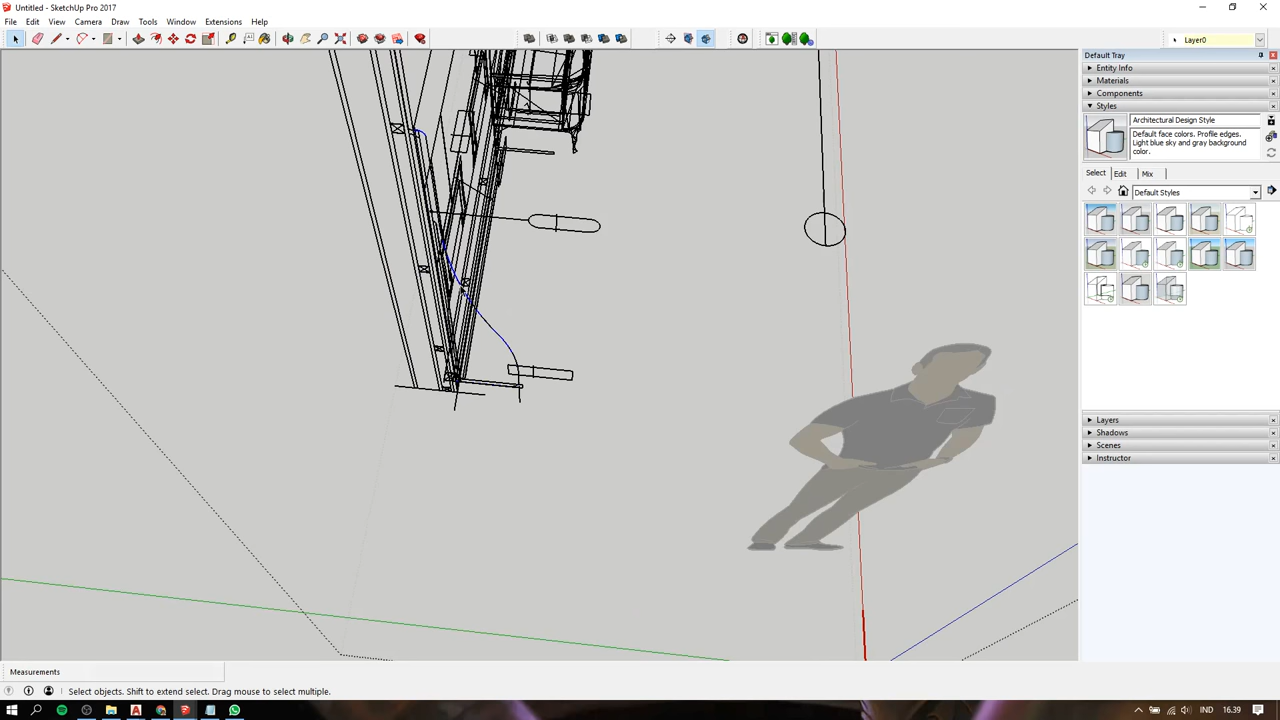 Untitled - SketchUp Pro 2017
File Edit View Camera Draw Tools Window Extensions Help
Layer0
Default Tray
Entity Info
Materials
Components
Styles
Architectural Design Style
Default face colors. Profile edges.
Light blue sky and gray background
color.
Select Edit Mix
Default Styles
Layers
Shadows
Scenes
Instructor
Measurements
Select objects. Shift to extend select. Drag mouse to select multiple.
IND 16.39